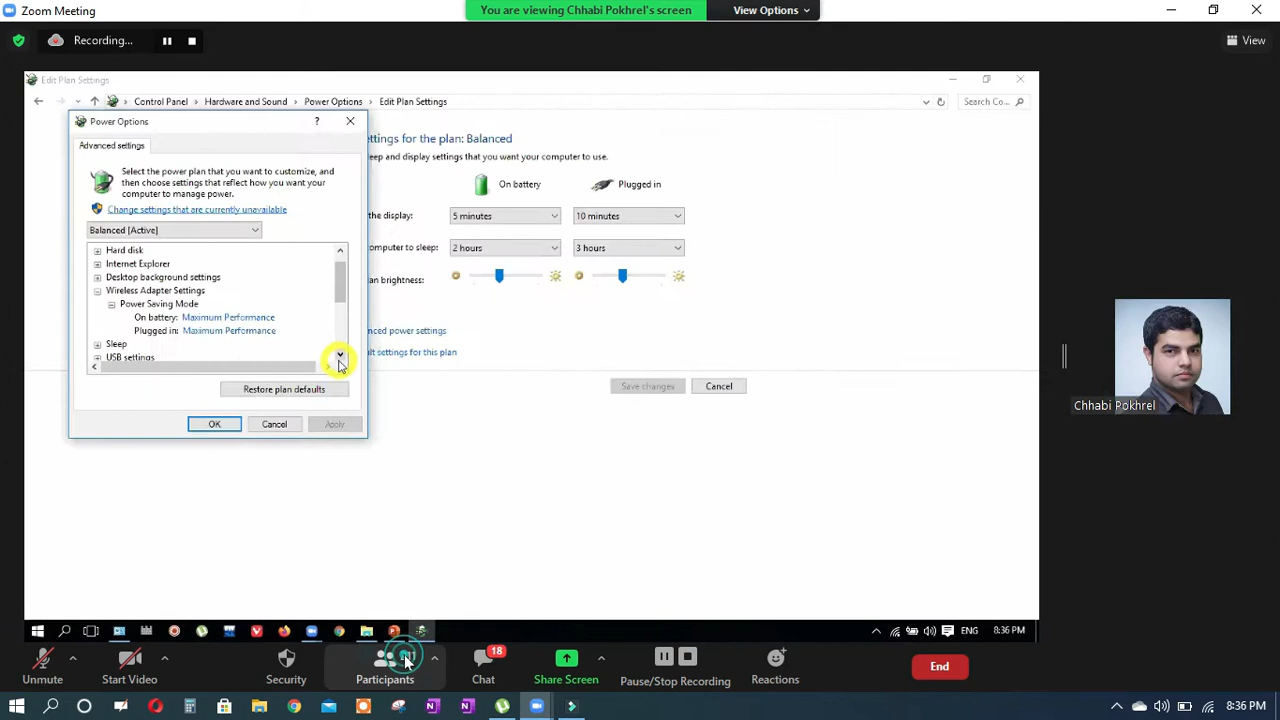 Zoom Meeting
You are viewing Chhabi Pokhrel's screen
View Options
Recording...
View
Edit Plan Settings
Control Panel > Hardware and Sound > Power Options > Edit Plan Settings
Search Co...
Power Options
?
Advanced settings
Select the power plan that you want to customize, and
then choose settings that reflect how you want your
computer to manage power.
Change settings that are currently unavailable
Balanced [Active]
Hard disk
Internet Explorer
Desktop background settings
Wireless Adapter Settings
Power Saving Mode
On battery: Maximum Performance
Plugged in: Maximum Performance
Sleep
USB settings
Restore plan defaults
OK
Cancel
Apply
ettings for the plan: Balanced
eep and display settings that you want your computer to use.
On battery
Plugged in
the display:
5 minutes
10 minutes
omputer to sleep:
2 hours
3 hours
an brightness:
anced power settings
ult settings for this plan
Save changes
Cancel
Chhabi Pokhrel
ENG
8:36 PM
Unmute
Start Video
Security
Participants
18
Chat
Share Screen
Pause/Stop Recording
Reactions
End
ENG
8:36 PM